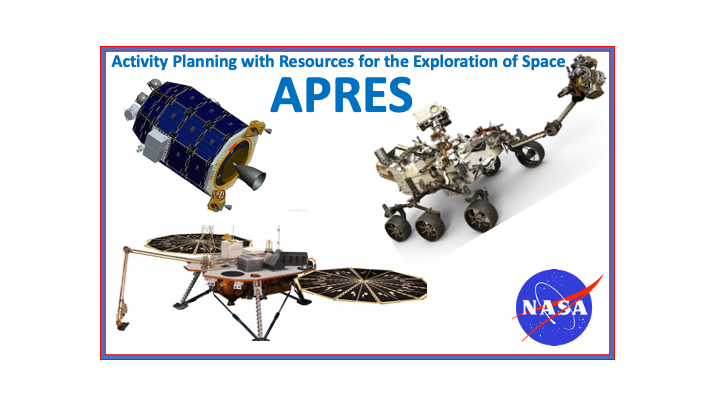 Activity Planning with Resources for the Exploration of Space
APRES
NASA